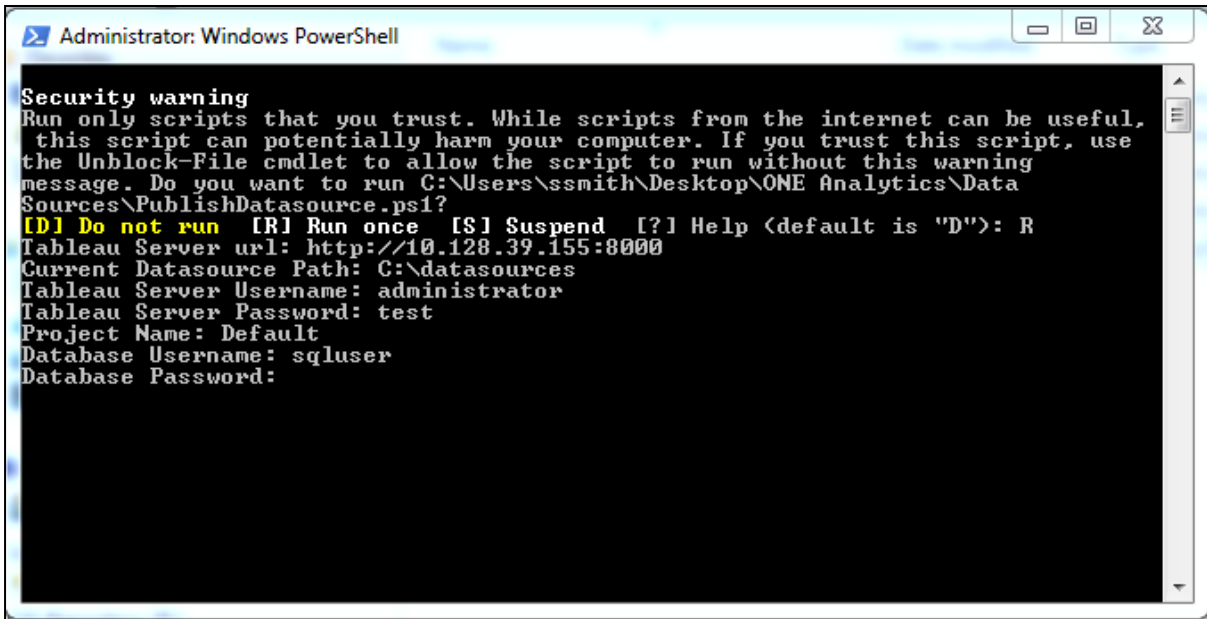 Administrator: Windows PowerShell
Security warning
Run only scripts that you trust. While scripts from the internet can be useful,
this script can potentially harm your computer. If you trust this script, use
the Unblock-File cmdlet to allow the script to run without this warning
message. Do you want to run C:\Users\ssmith\Desktop\ONE Analytics\Data
Sources\PublishDatasource.ps1?
[D] Do not run  [R] Run once  [S] Suspend  [?] Help (default is "D"): R
Tableau Server url: http://10.128.39.155:8000
Current Datasource Path: C:\datasources
Tableau Server Username: administrator
Tableau Server Password: test
Project Name: Default
Database Username: sqluser
Database Password: